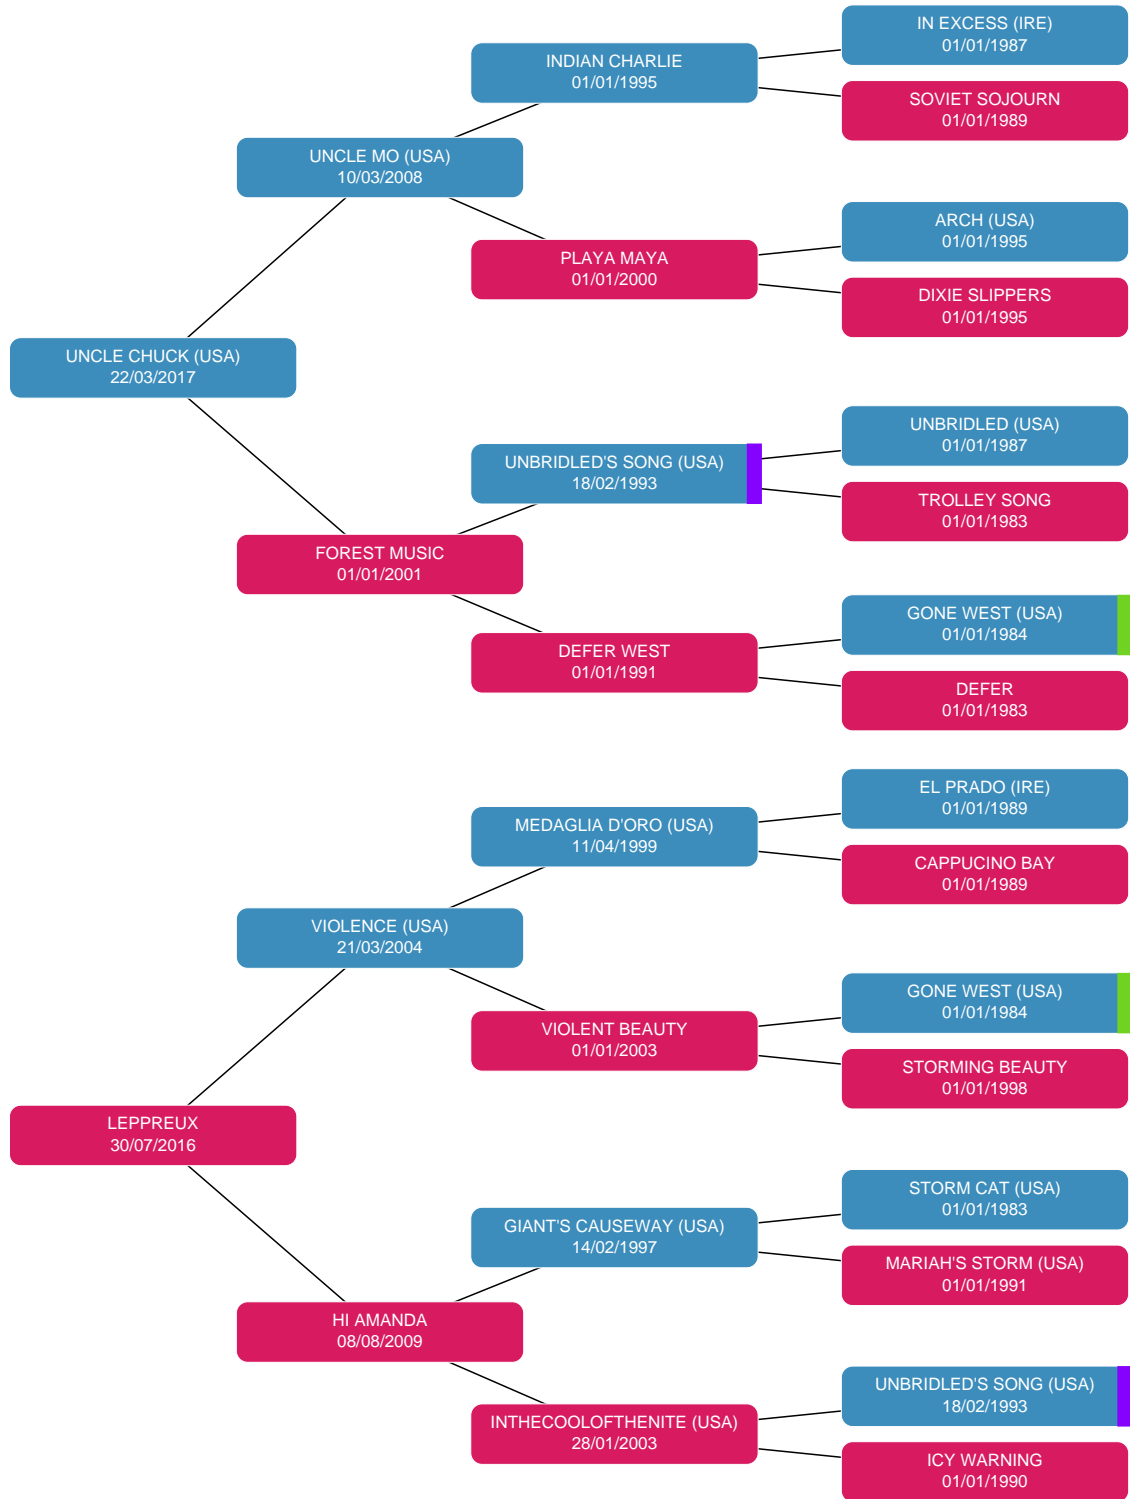 IN EXCESS (IRE)
01/01/1987
INDIAN CHARLIE
01/01/1995
SOVIET SOJOURN
01/01/1989
UNCLE MO (USA)
10/03/2008
ARCH (USA)
01/01/1995
PLAYA MAYA
01/01/2000
DIXIE SLIPPERS
01/01/1995
UNCLE CHUCK (USA)
22/03/2017
UNBRIDLED (USA)
01/01/1987
UNBRIDLED'S SONG (USA)
18/02/1993
TROLLEY SONG
01/01/1983
FOREST MUSIC
01/01/2001
GONE WEST (USA)
01/01/1984
DEFER WEST
01/01/1991
DEFER
01/01/1983
EL PRADO (IRE)
01/01/1989
MEDAGLIA D'ORO (USA)
11/04/1999
CAPPUCINO BAY
01/01/1989
VIOLENCE (USA)
21/03/2004
GONE WEST (USA)
01/01/1984
VIOLENT BEAUTY
01/01/2003
STORMING BEAUTY
01/01/1998
LEPPREUX
30/07/2016
STORM CAT (USA)
01/01/1983
GIANT'S CAUSEWAY (USA)
14/02/1997
MARIAH'S STORM (USA)
01/01/1991
HI AMANDA
08/08/2009
UNBRIDLED'S SONG (USA)
18/02/1993
INTHECOOLOFTHENITE (USA)
28/01/2003
ICY WARNING
01/01/1990